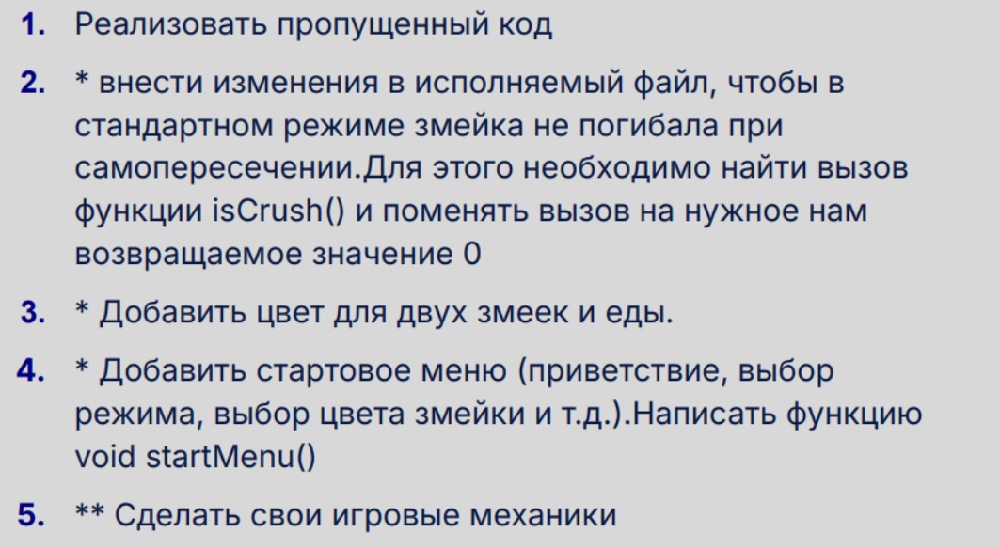 1. Реализовать пропущенный код
2. * внести изменения в исполняемый файл, чтобы в
стандартном режиме змейка не погибала при
самопересечении.Для этого необходимо найти вызов
функции isCrush() и поменять вызов на нужное нам
возвращаемое значение 0
3. * Добавить цвет для двух змеек и еды.
4. * Добавить стартовое меню (приветствие, выбор
режима, выбор цвета змейки и т.д.).Написать функцию
void startMenu()
5. ** Сделать свои игровые механики